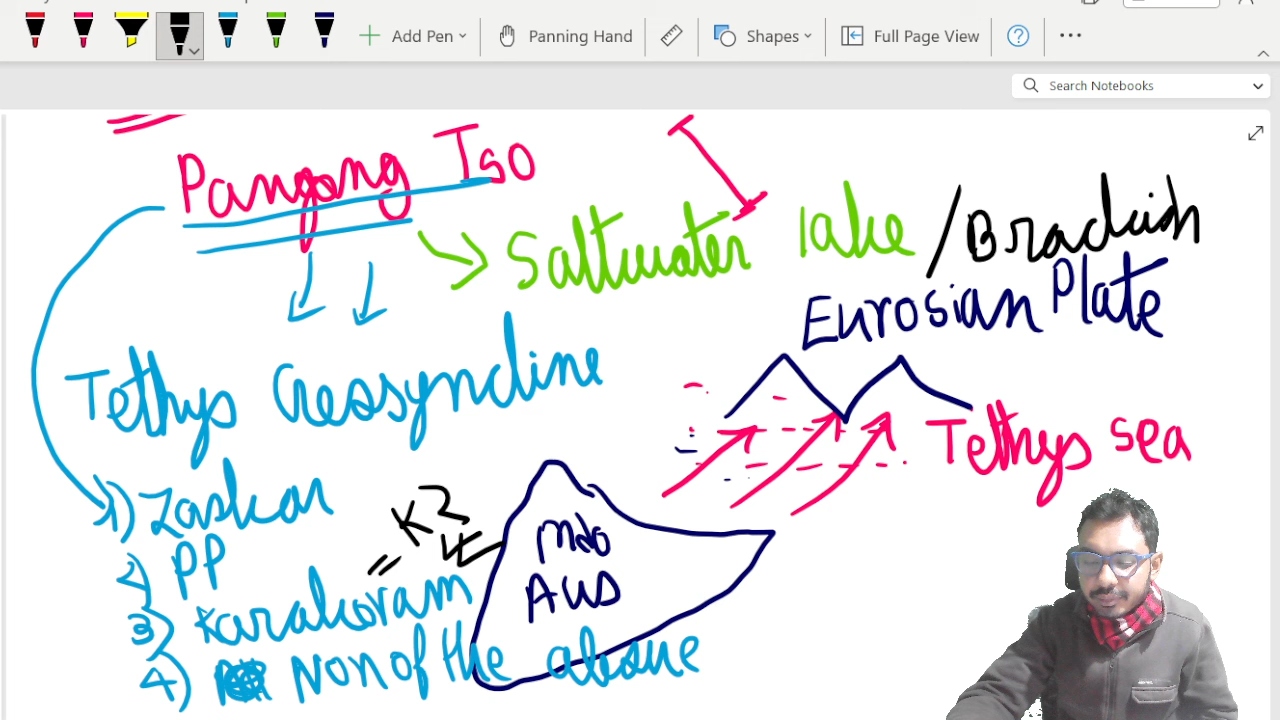 Add Pen
Panning Hand
Shapes
Full Page View
Search Notebooks
Pangong Tso
Saltwater lake / Brackish
Eurosian Plate
Tethys Geosyncline
Tethys sea
1) Zaskar
2) PP
3) Karakoram
4) Non of the above
K2
Indo
Aus